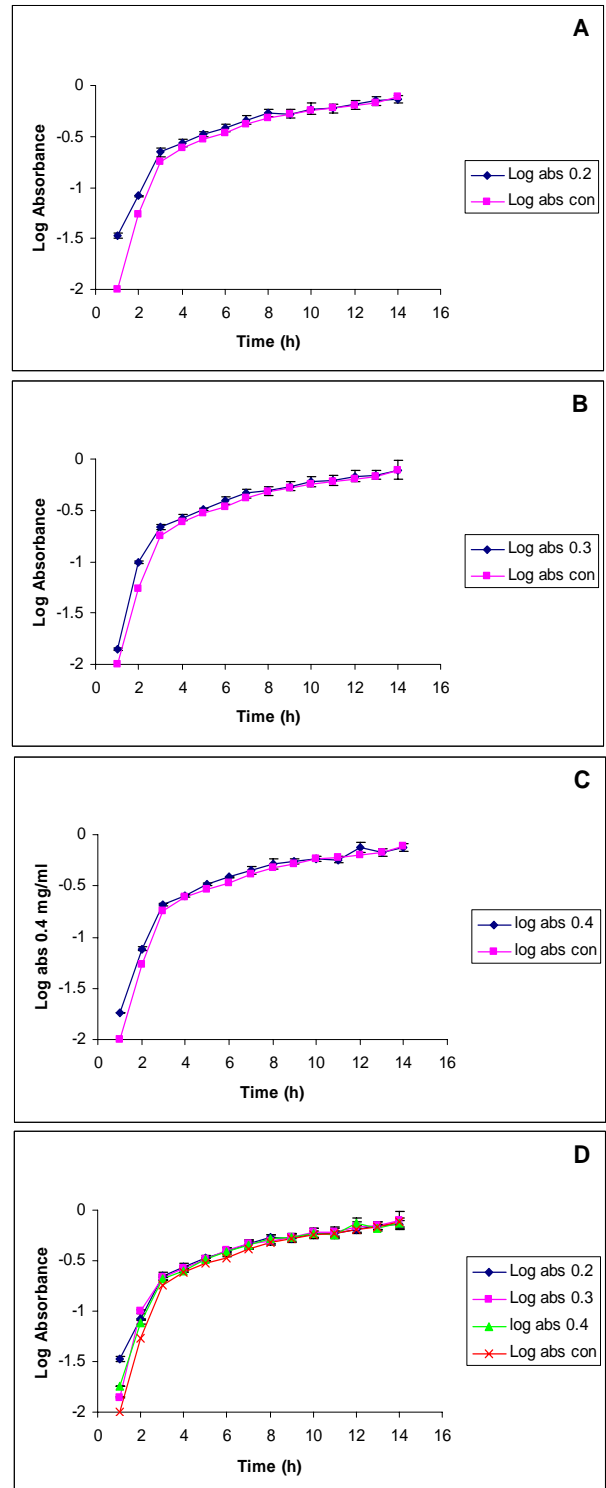 A
0
-0.5
-1
-1.5
-2
Log Absorbance
0 2 4 6 8 10 12 14 16
Time (h)
Log abs 0.2
Log abs con
B
0
-0.5
-1
-1.5
-2
Log Absorbance
0 2 4 6 8 10 12 14 16
Time (h)
Log abs 0.3
Log abs con
C
0
-0.5
-1
-1.5
-2
Log abs 0.4 mg/ml
0 2 4 6 8 10 12 14 16
Time (h)
log abs 0.4
log abs con
D
0
-0.5
-1
-1.5
-2
Log Absorbance
0 2 4 6 8 10 12 14 16
Time (h)
Log abs 0.2
Log abs 0.3
log abs 0.4
Log abs con